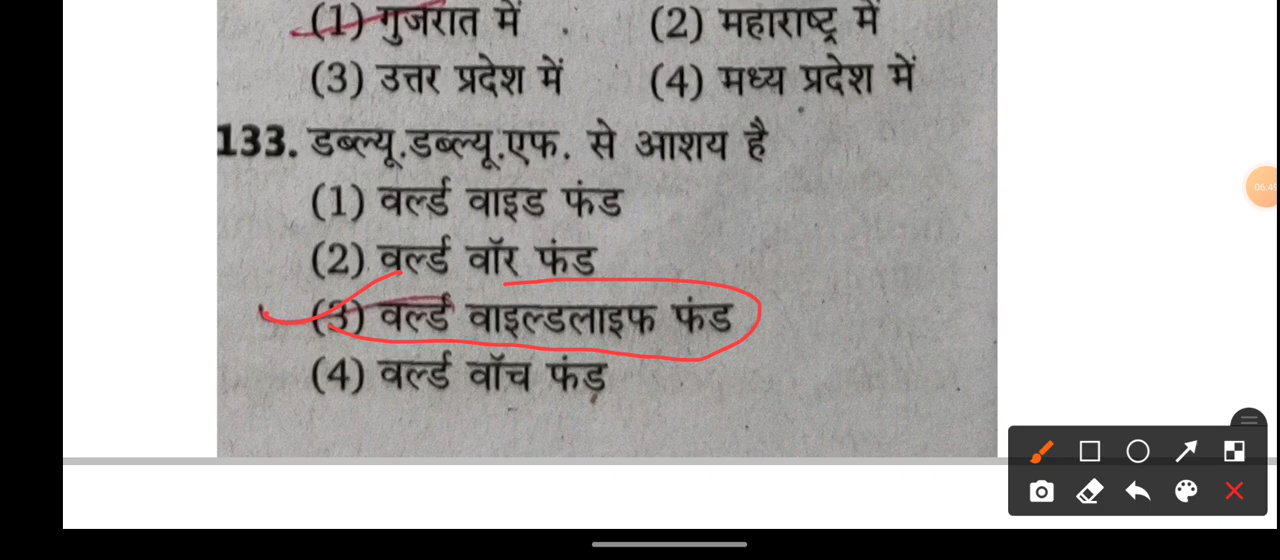 (1) गुजरात में (2) महाराष्ट्र में
(3) उत्तर प्रदेश में (4) मध्य प्रदेश में
133. डब्ल्यू.डब्ल्यू.एफ. से आशय है
(1) वर्ल्ड वाइड फंड
(2) वर्ल्ड वॉर फंड
(3) वर्ल्ड वाइल्डलाइफ फंड
(4) वर्ल्ड वॉच फंड